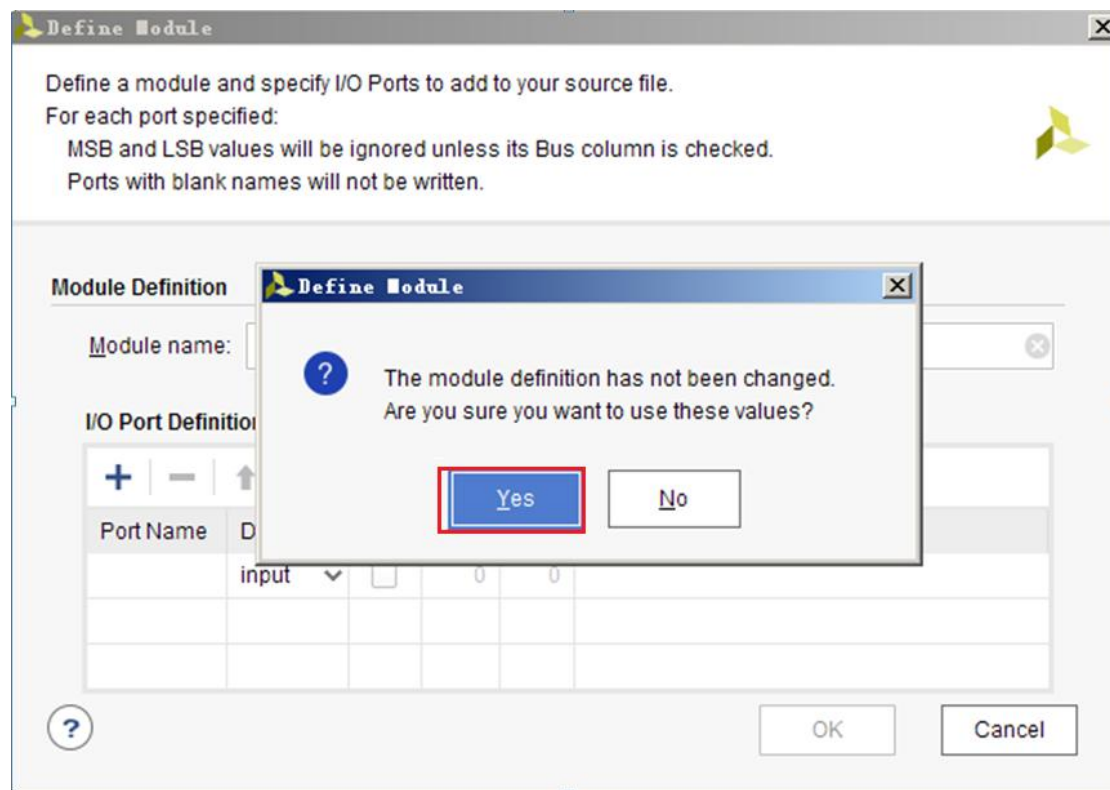 Define Module
Define a module and specify I/O Ports to add to your source file.
For each port specified:
MSB and LSB values will be ignored unless its Bus column is checked.
Ports with blank names will not be written.
Module Definition
Define Module
Module name:
?
The module definition has not been changed.
Are you sure you want to use these values?
I/O Port Definition
Yes
No
Port Name D
input 0 0
?
OK
Cancel